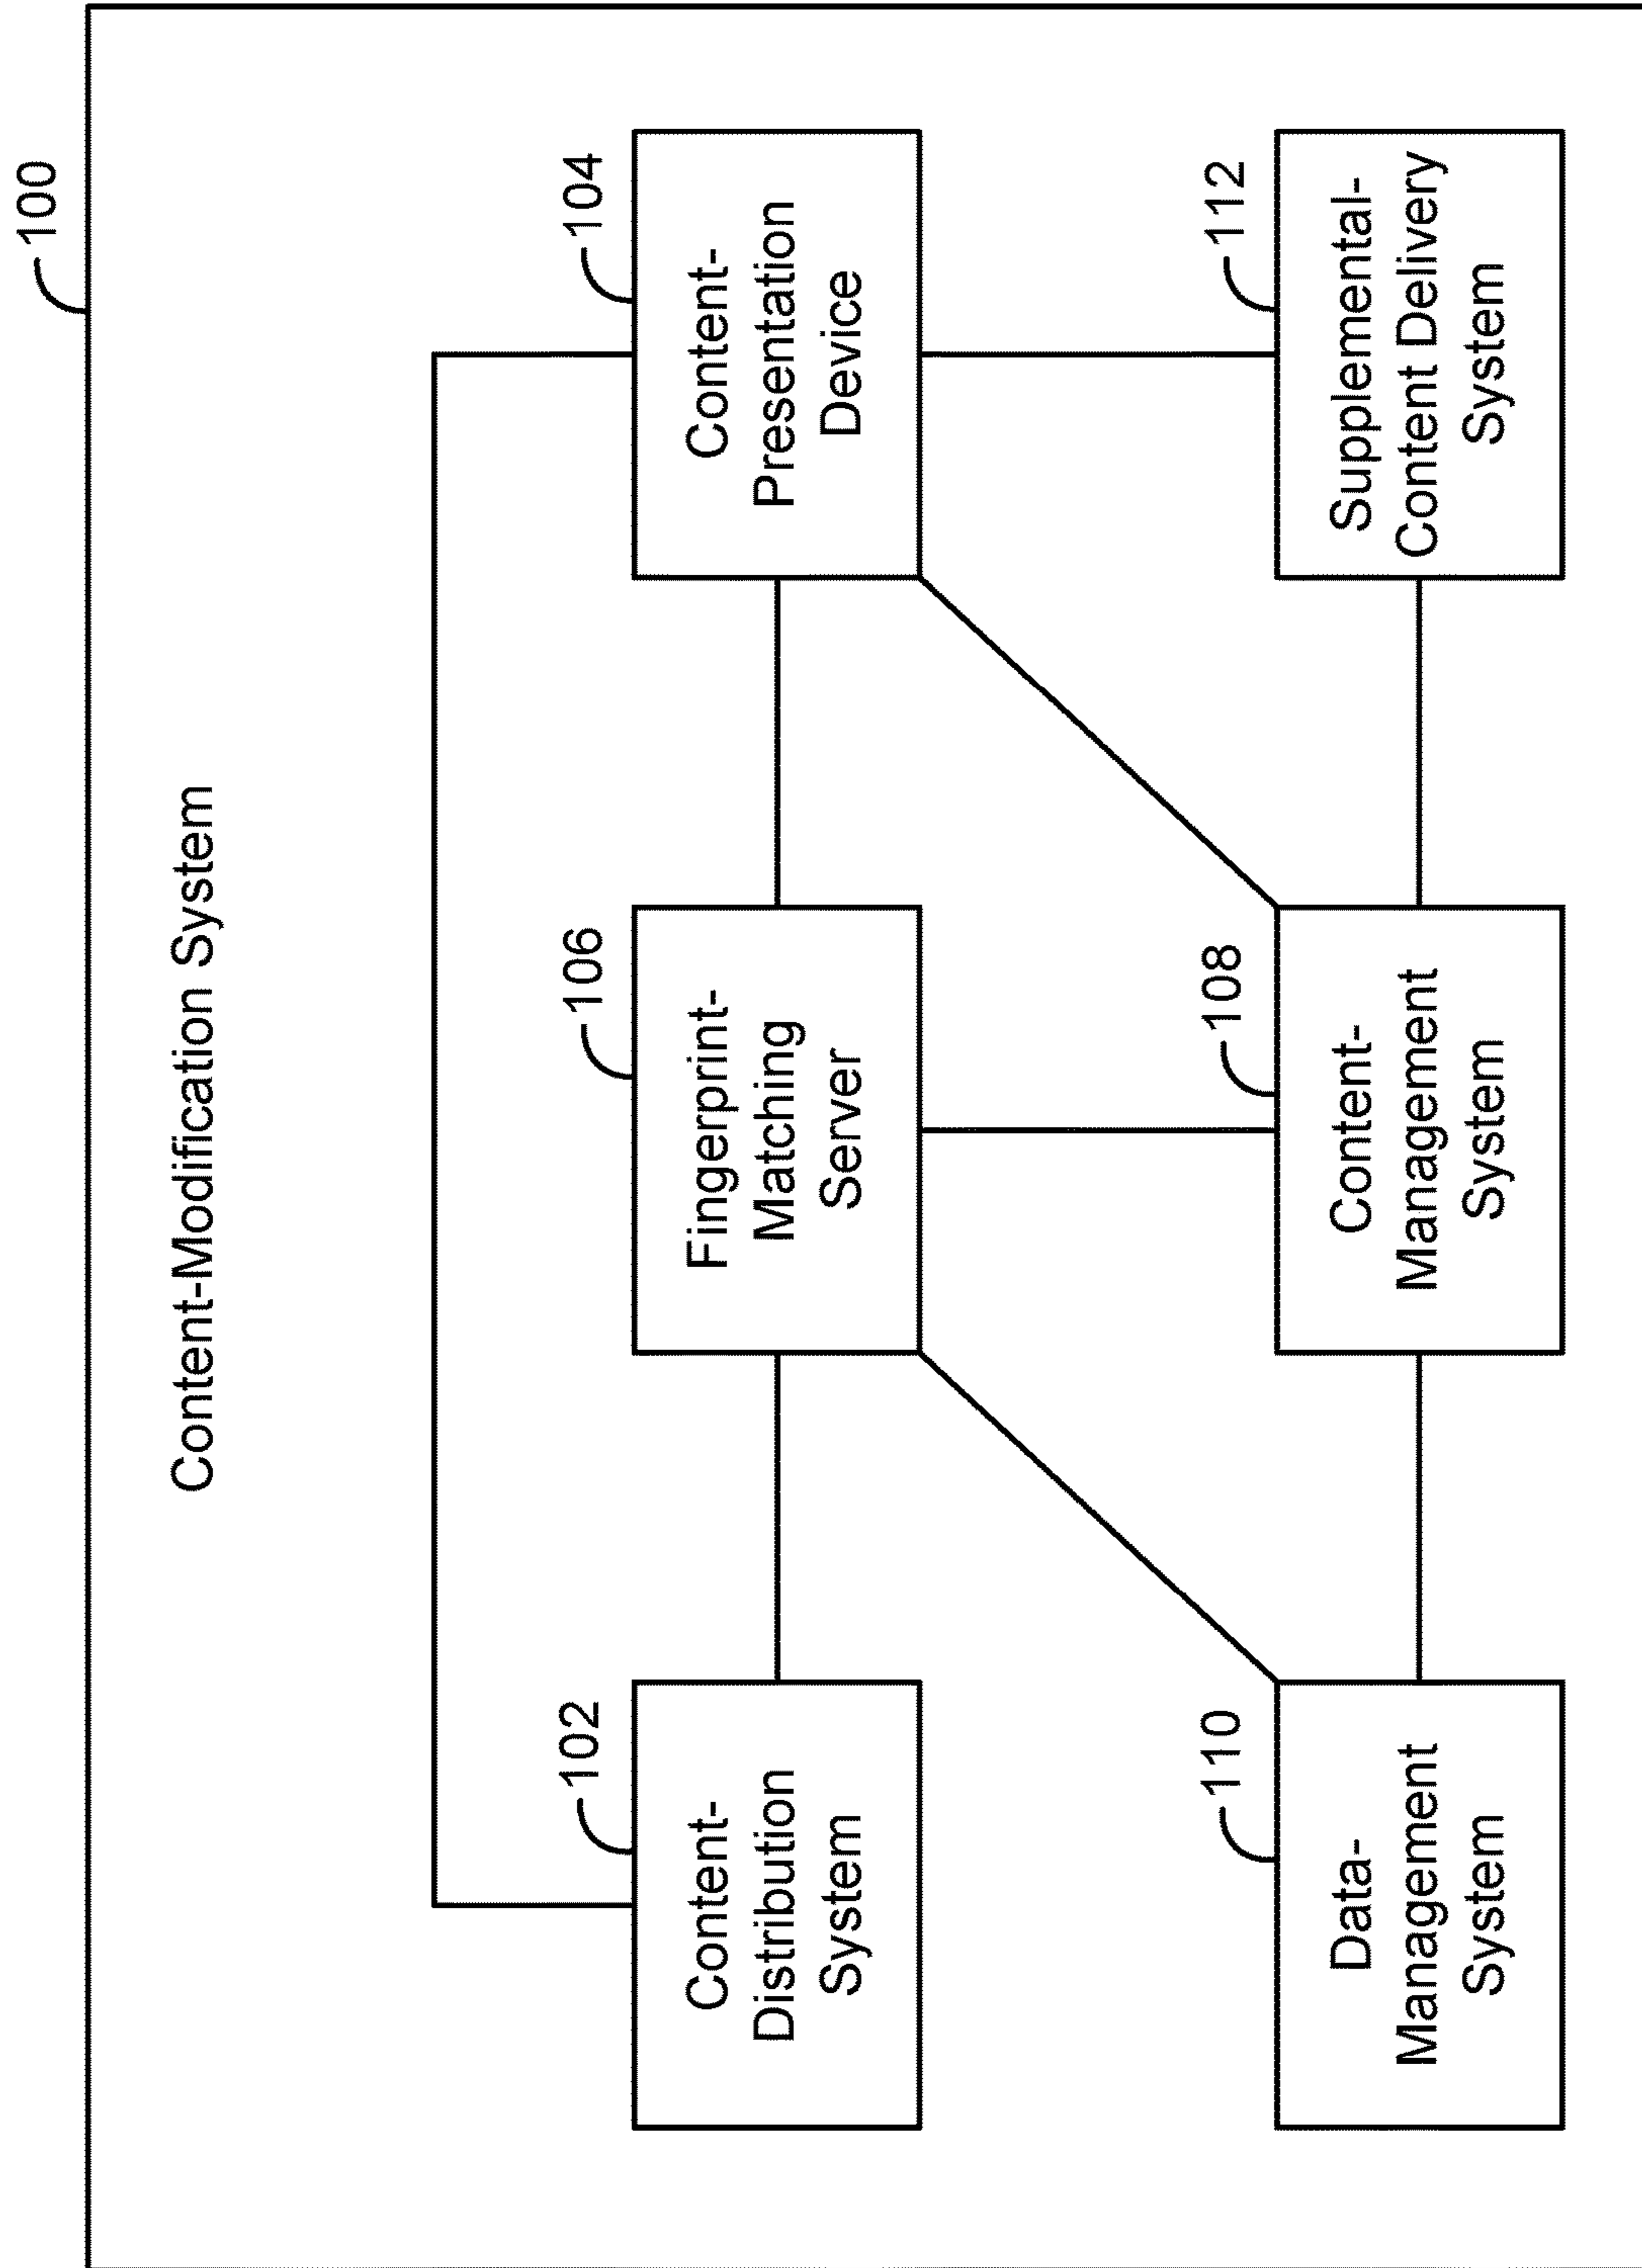 100
Content-Modification System
102
Content-
Distribution
System
106
Fingerprint-
Matching
Server
104
Content-
Presentation
Device
110
Data-
Management
System
108
Content-
Management
System
112
Supplemental-
Content Delivery
System